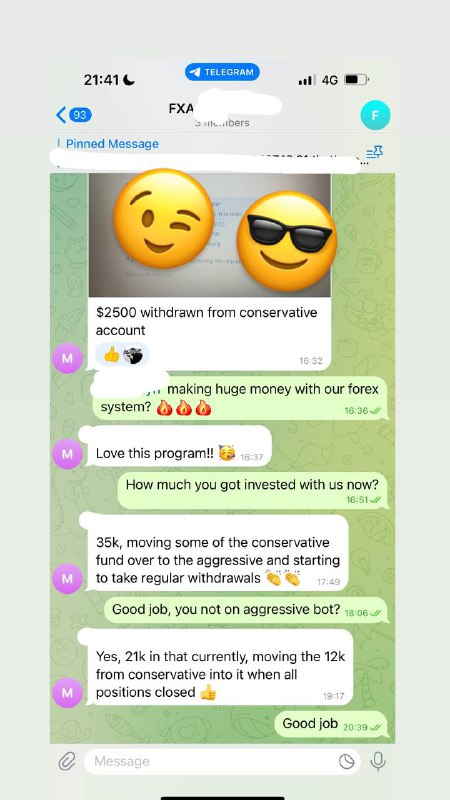 21:41
TELEGRAM
4G
93
FXA
3 members
F
Pinned Message
$2500 withdrawn from conservative
account
16:32
M
making huge money with our forex
system? 🔥🔥🔥
16:36
Love this program!! 🥳
16:37
M
How much you got invested with us now?
16:51
35k, moving some of the conservative
fund over to the aggressive and starting
to take regular withdrawals 👏👏
17:49
M
Good job, you not on aggressive bot?
18:06
Yes, 21k in that currently, moving the 12k
from conservative into it when all
positions closed 👍
19:17
M
Good job
20:39
Message